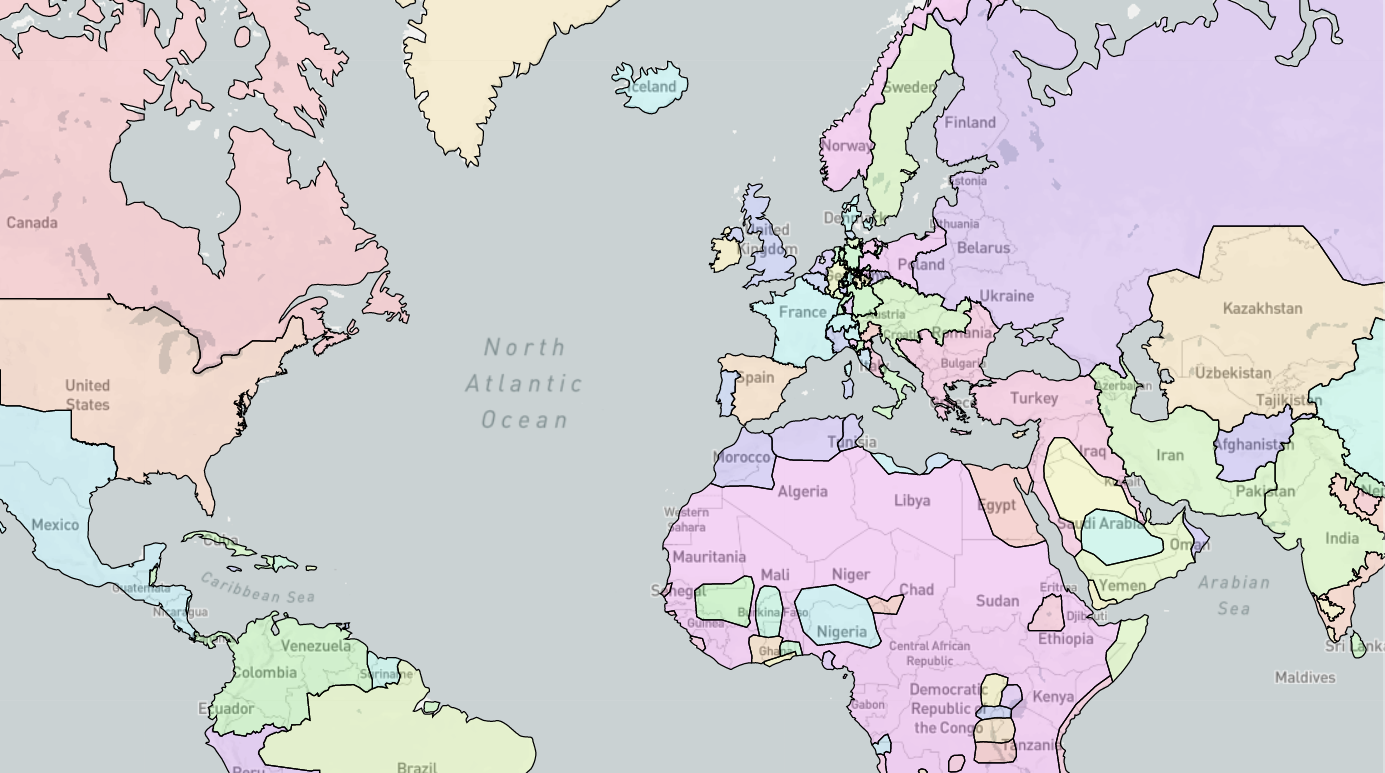 Iceland
Sweden
Finland
Norway
Estonia
Canada
Denmark
Lithuania
United
Kingdom
Belarus
Poland
Ukraine
Kazakhstan
France
Austria
Croatia
Romania
North
Atlantic
Ocean
Bulgaria
Italy
Uzbekistan
Spain
United
States
Azerbaijan
Turkey
Greece
Tajikistan
Tunisia
Morocco
Iraq
Iran
Afghanistan
Kuwait
Pakistan
Nep
Algeria
Libya
Egypt
Western
Sahara
Mexico
Saudi Arabia
Oman
India
Cuba
Mauritania
Caribbean Sea
Guatemala
Mali
Niger
Chad
Sudan
Eritrea
Yemen
Arabian
Sea
Senegal
Nicaragua
Burkina Faso
Guinea
Djibouti
Nigeria
Ethiopia
Ghana
Central African
Republic
Sri Lanka
Venezuela
Colombia
Suriname
Maldives
Democratic
Republic of
the Congo
Kenya
Gabon
Ecuador
Tanzania
Peru
Brazil